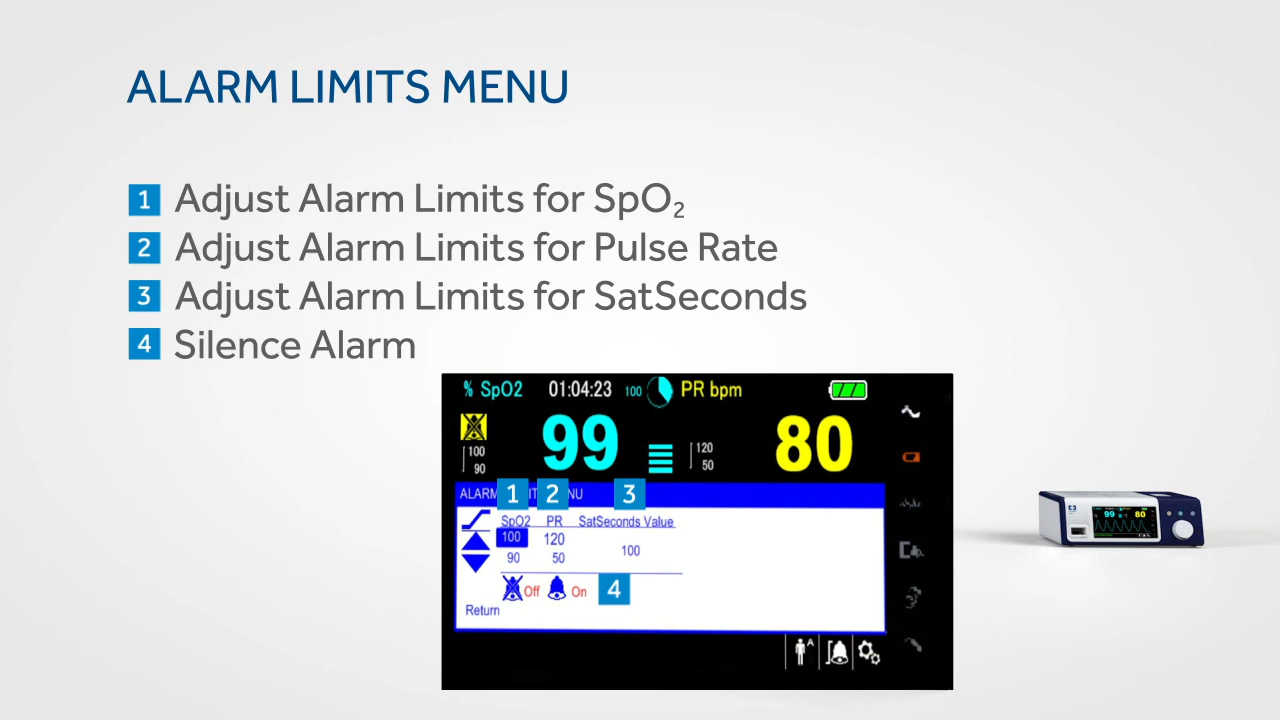 ALARM LIMITS MENU
1 Adjust Alarm Limits for SpO₂
2 Adjust Alarm Limits for Pulse Rate
3 Adjust Alarm Limits for SatSeconds
4 Silence Alarm
% SpO2 01:04:23 100 PR bpm
100
90
99
120
50
80
1 2 3
SpO2 PR SatSeconds Value
100 120
100
90 50
Off On 4
Return
A
99 80